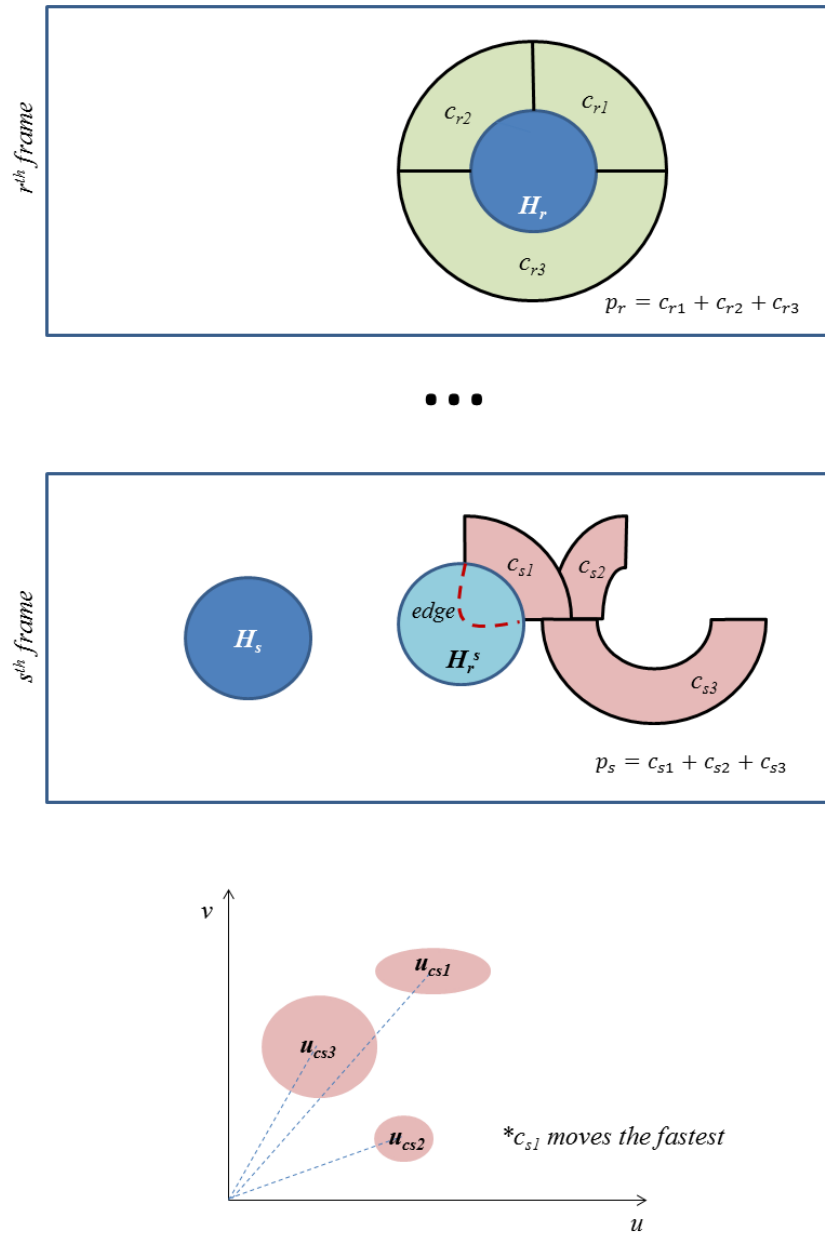 r^th frame
c_r2
c_r1
H_r
c_r3
p_r = c_r1 + c_r2 + c_r3
...
s^th frame
c_s1
c_s2
edge
H_s
H_r^s
c_s3
p_s = c_s1 + c_s2 + c_s3
v
u_cs1
u_cs3
u_cs2
*c_s1 moves the fastest
u